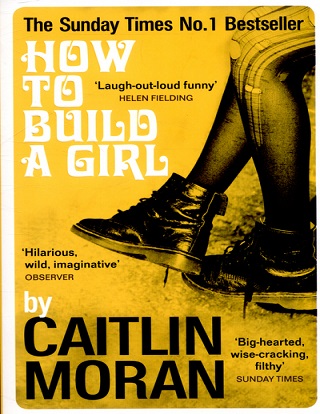 The Sunday Times No.1 Bestseller
HOW
TO
BUILD
A GIRL
‘Laugh-out-loud funny’
HELEN FIELDING
‘Hilarious,
wild, imaginative’
OBSERVER
by
CAITLIN
MORAN
‘Big-hearted,
wise-cracking,
filthy’
SUNDAY TIMES